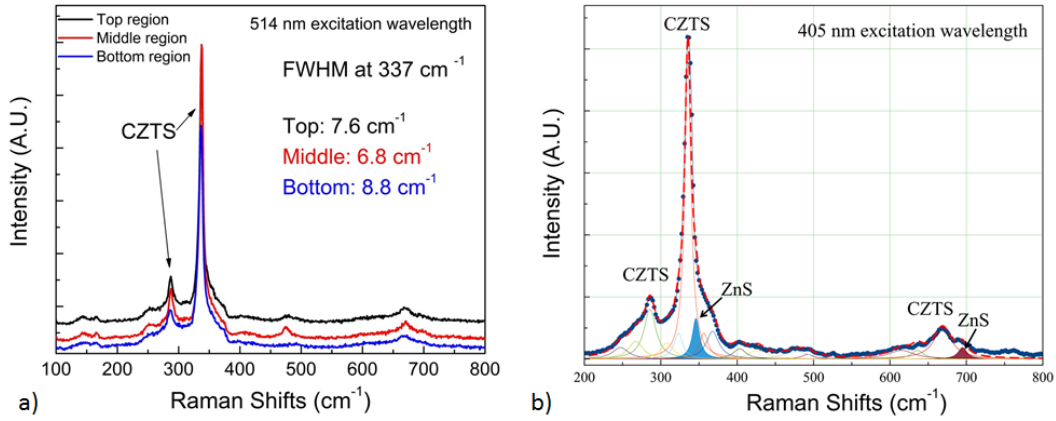 Top region
Middle region
Bottom region
514 nm excitation wavelength
FWHM at 337 cm⁻¹
CZTS
Top: 7.6 cm⁻¹
Middle: 6.8 cm⁻¹
Bottom: 8.8 cm⁻¹
Intensity (A.U.)
100 200 300 400 500 600 700 800
Raman Shifts (cm⁻¹)
a)
CZTS
405 nm excitation wavelength
CZTS
ZnS
CZTS
ZnS
Intensity (A.U.)
200 300 400 500 600 700 800
Raman Shifts (cm⁻¹)
b)